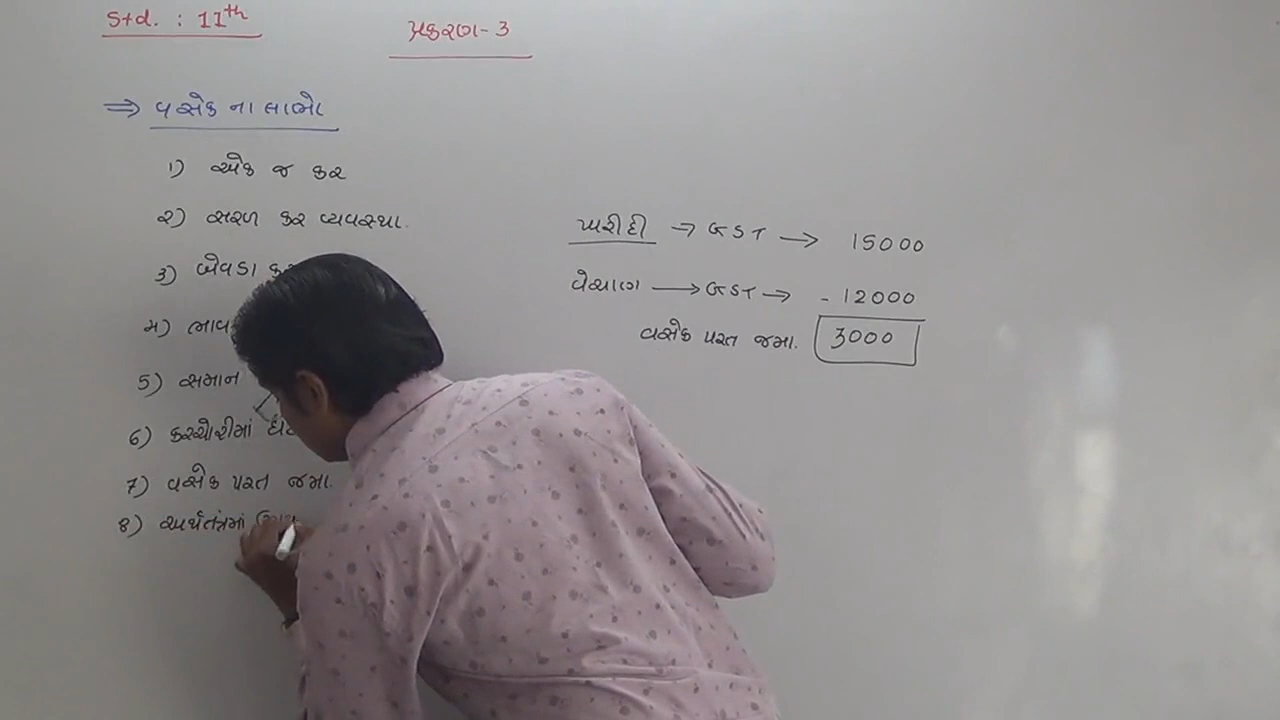 Std. : 11th
પ્રકરણ - 3
⇒ વસેક ના લાભો
1) એક જ કર
૨) સરળ કર વ્યવસ્થા.
3) બેવડા
4)
5) સમાન
6) કરચોરીમાં
7) વસેક પરત જમા.
8) અર્થતંત્રમાં
ખરીદી → GST → 15000
વેચાણ → GST → - 12000
વસેક પરત જમા. 3000